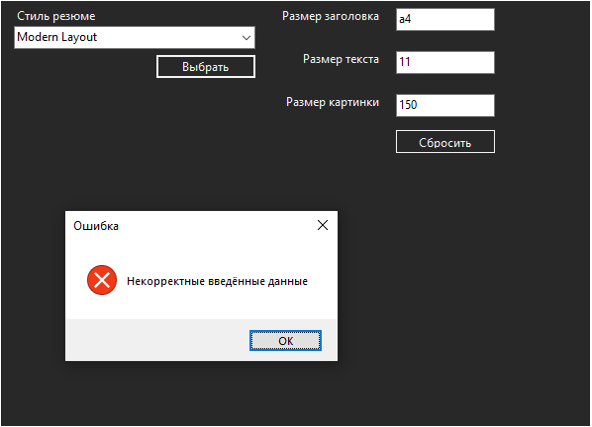 Стиль резюме
Modern Layout
Выбрать
Размер заголовка
a4
Размер текста
11
Размер картинки
150
Сбросить
Ошибка
Некорректные введённые данные
OK